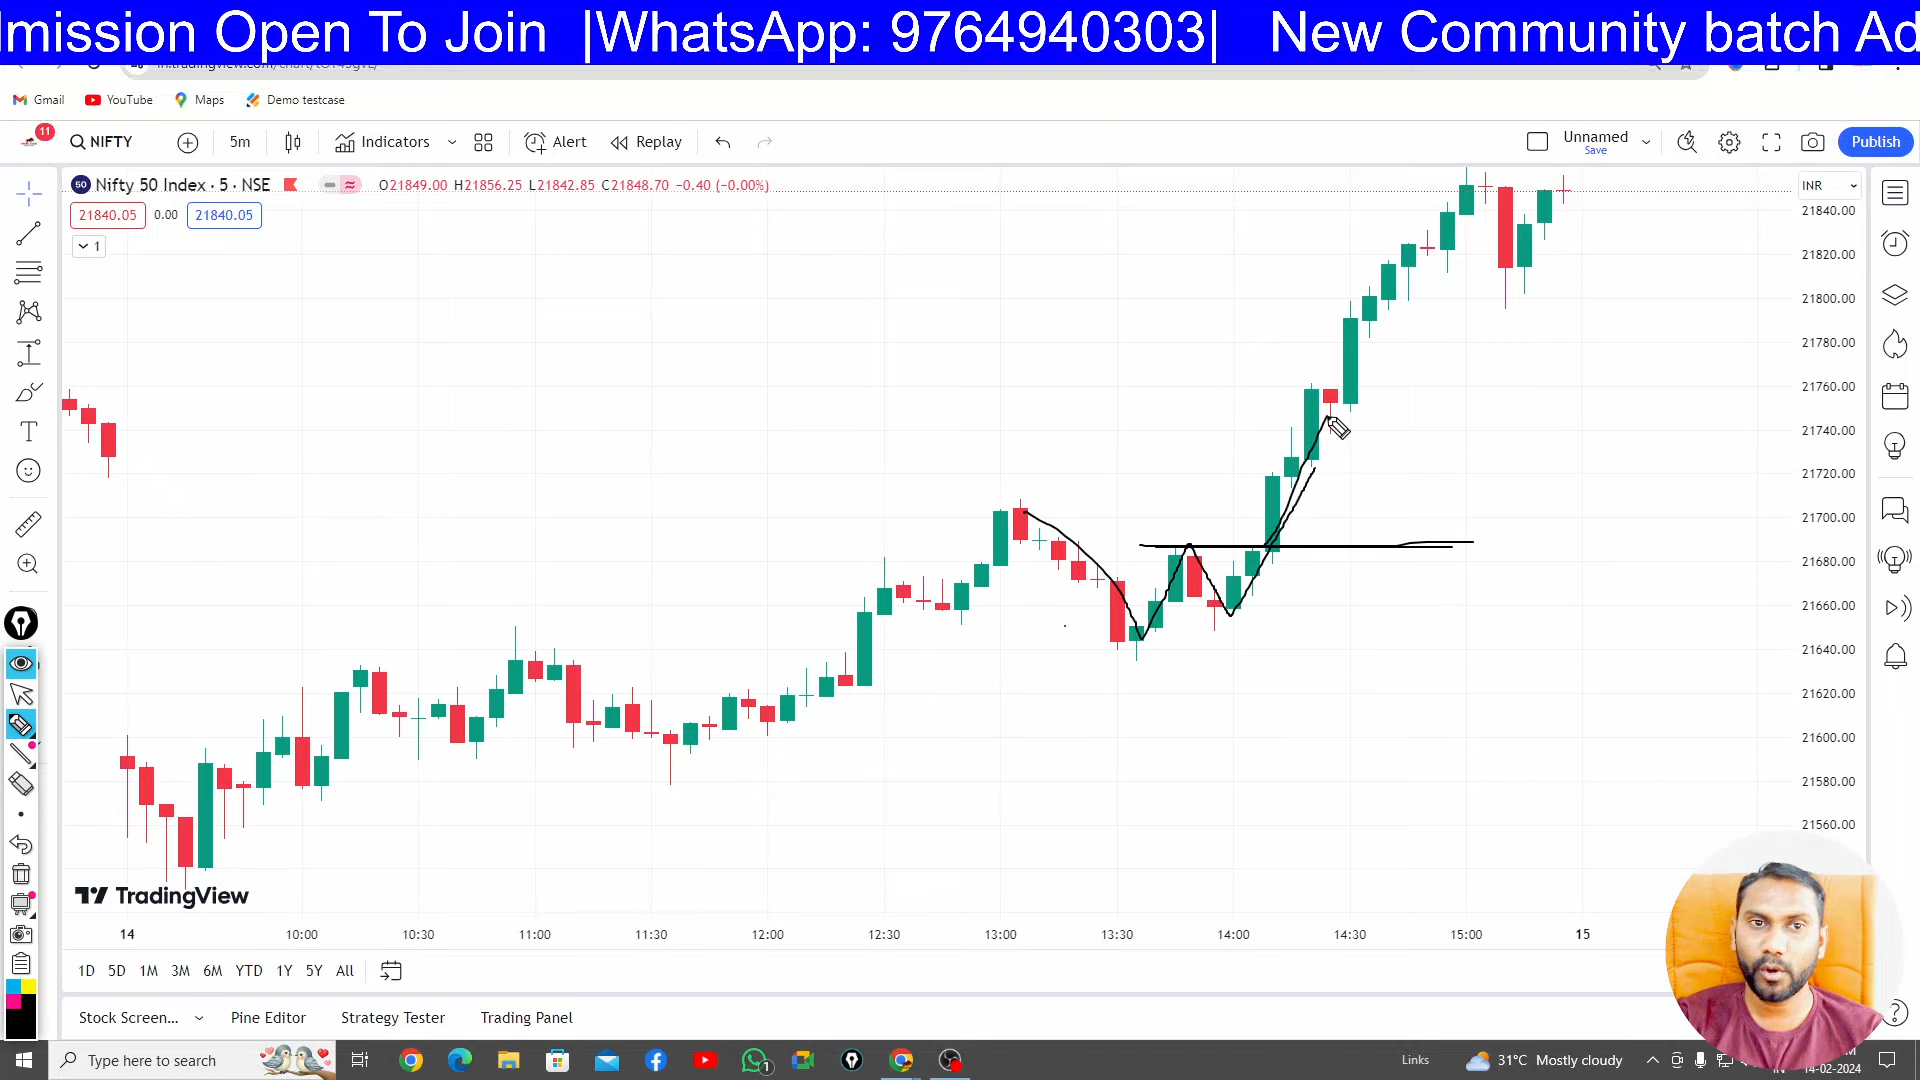 lmission Open To Join |WhatsApp: 9764940303| New Community batch Ad
Gmail YouTube Maps Demo testcase
11
NIFTY 5m Indicators Alert Replay Unnamed Save Publish
50 Nifty 50 Index · 5 · NSE O21849.00 H21856.25 L21842.85 C21848.70 −0.40 (−0.00%) INR
21840.05 0.00 21840.05
1
21840.00
21820.00
21800.00
21780.00
21760.00
21740.00
21720.00
21700.00
21680.00
21660.00
21640.00
21620.00
21600.00
21580.00
21560.00
TradingView
14 10:00 10:30 11:00 11:30 12:00 12:30 13:00 13:30 14:00 14:30 15:00 15
1D 5D 1M 3M 6M YTD 1Y 5Y All
Stock Screen... Pine Editor Strategy Tester Trading Panel
Type here to search 1 Links 31°C Mostly cloudy
14-02-2024